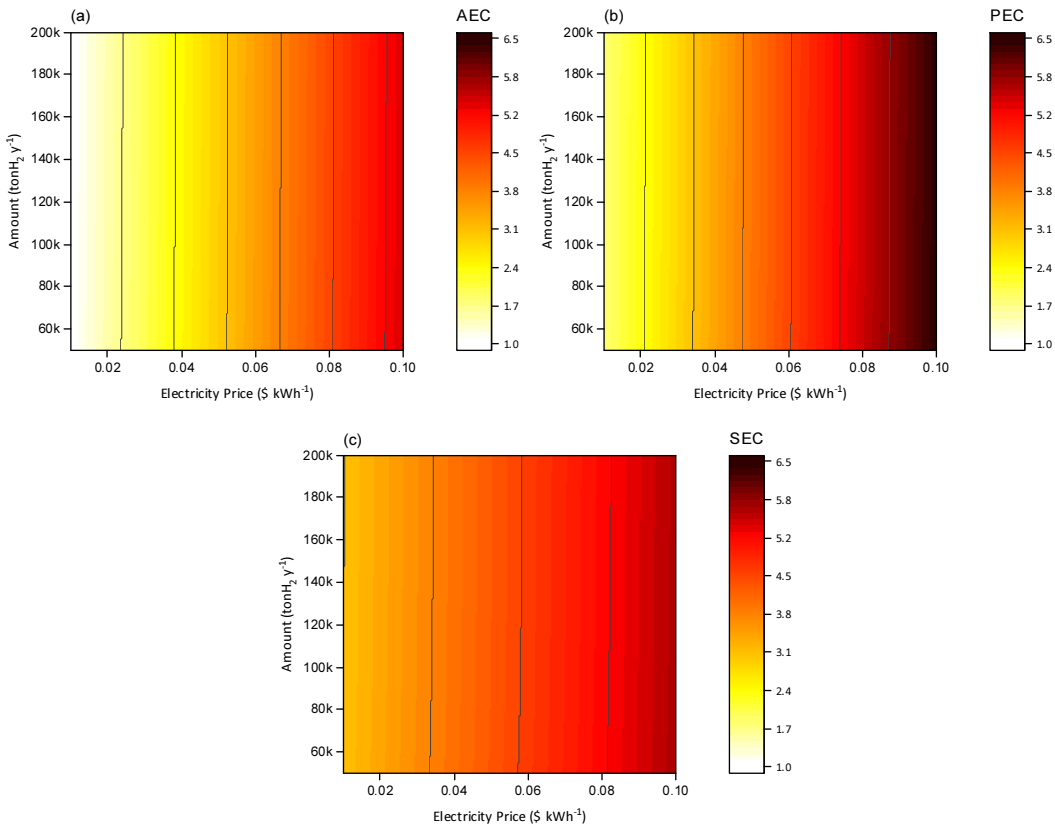 (a)
AEC
200k
180k
160k
140k
120k
100k
80k
60k
Amount (tonH₂ y⁻¹)
0.02
0.04
0.06
0.08
0.10
Electricity Price ($ kWh⁻¹)
6.5
5.8
5.2
4.5
3.8
3.1
2.4
1.7
1.0
(b)
PEC
200k
180k
160k
140k
120k
100k
80k
60k
Amount (tonH₂ y⁻¹)
0.02
0.04
0.06
0.08
0.10
Electricity Price ($ kWh⁻¹)
6.5
5.8
5.2
4.5
3.8
3.1
2.4
1.7
1.0
(c)
SEC
200k
180k
160k
140k
120k
100k
80k
60k
Amount (tonH₂ y⁻¹)
0.02
0.04
0.06
0.08
0.10
Electricity Price ($ kWh⁻¹)
6.5
5.8
5.2
4.5
3.8
3.1
2.4
1.7
1.0